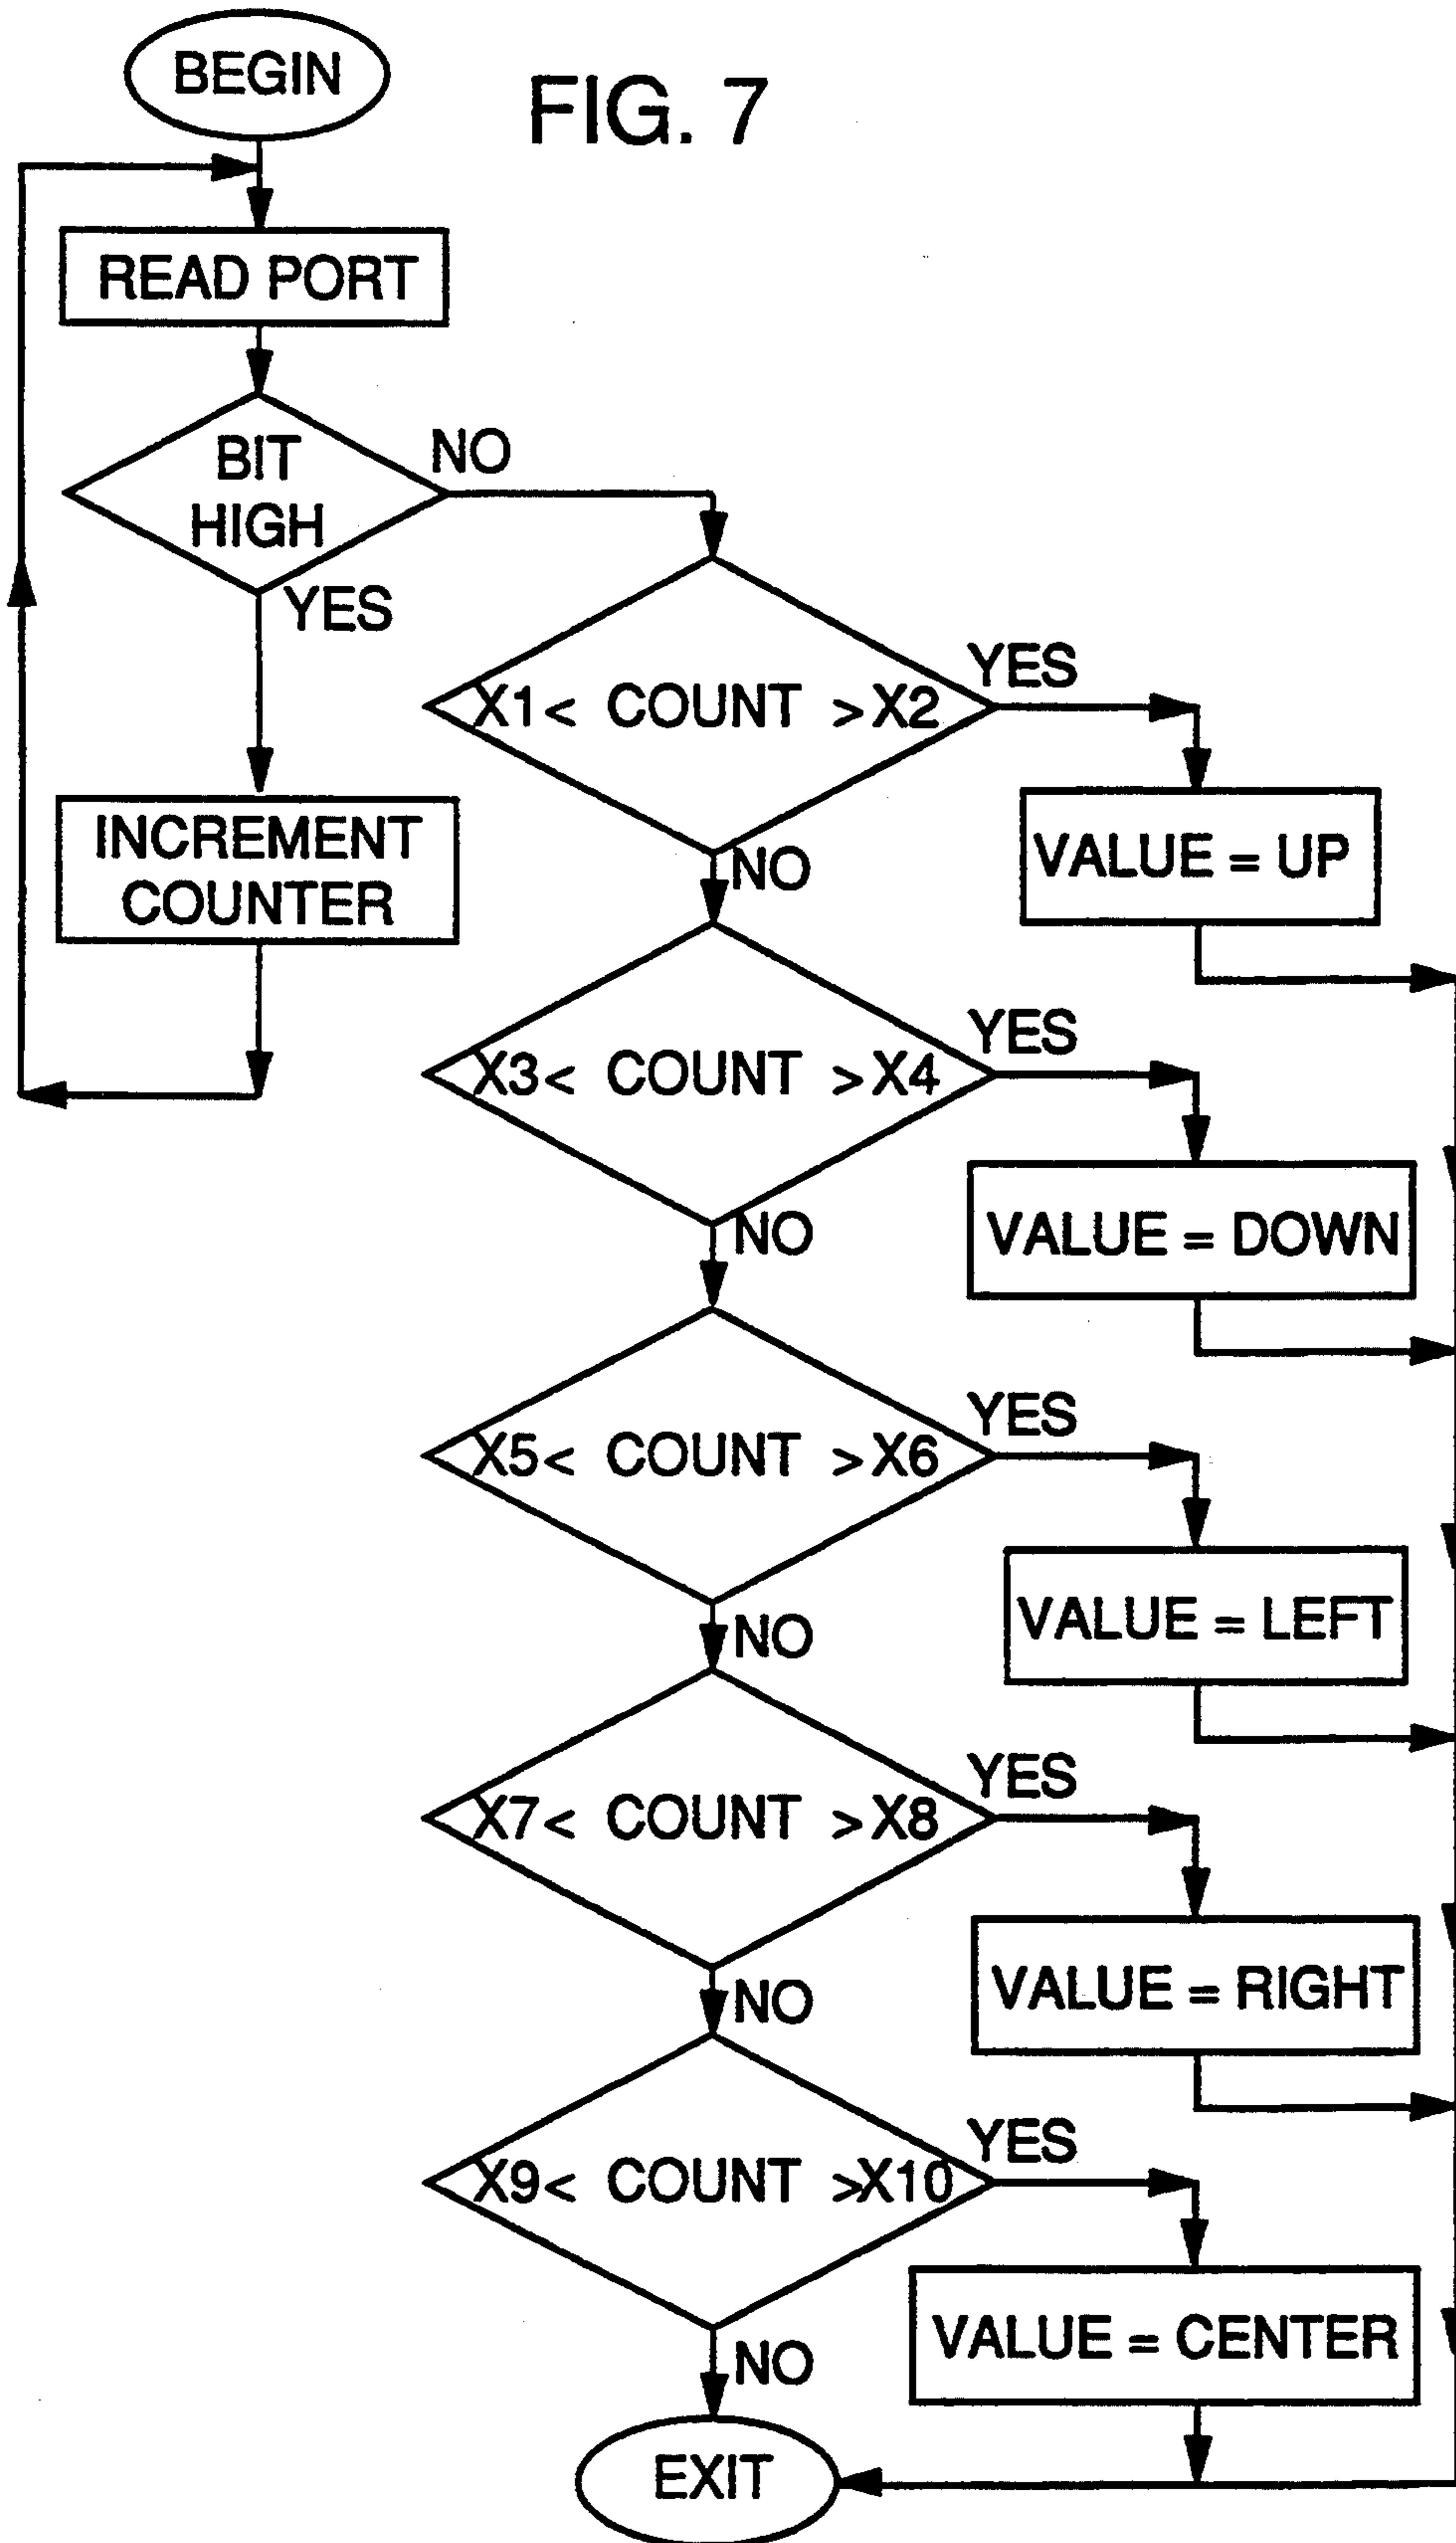 BEGIN
FIG. 7
READ PORT
BIT
HIGH
NO
YES
INCREMENT
COUNTER
X1< COUNT >X2
YES
VALUE = UP
NO
X3< COUNT >X4
YES
VALUE = DOWN
NO
X5< COUNT >X6
YES
VALUE = LEFT
NO
X7< COUNT >X8
YES
VALUE = RIGHT
NO
X9< COUNT >X10
YES
VALUE = CENTER
NO
EXIT